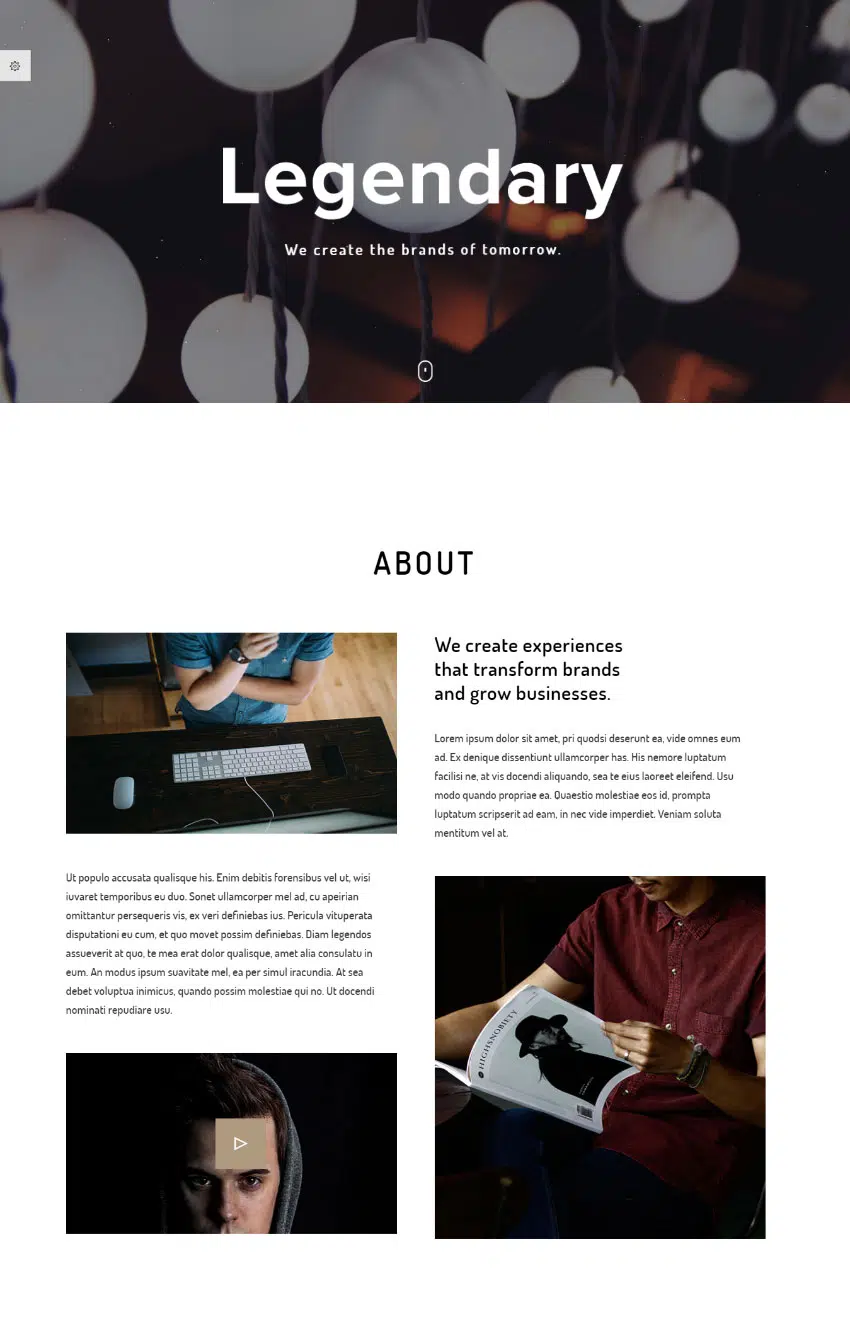 Legendary
We create the brands of tomorrow.
ABOUT
We create experiences
that transform brands
and grow businesses.
Lorem ipsum dolor sit amet, pri quodsi deserunt ea, vide omnes eum
ad. Ex denique dissentiunt ullamcorper has. His nemore luptatum
facilisi ne, at vis docendi aliquando, sea te eius laoreet eleifend. Usu
modo quando propriae ea. Quaestio molestiae eos id, prompta
luptatum scripserit ad eam, in nec vide imperdiet. Veniam soluta
mentitum vel at.
Ut populo accusata qualisque his. Enim debitis forensibus vel ut, wisi
iuvaret temporibus eu duo. Sonet ullamcorper mel ad, cu apeirian
omittantur persequeris vis, ex veri definiebas ius. Pericula vituperata
disputationi eu cum, et quo movet possim definiebas. Diam legendos
assueverit at quo, te mea erat dolor qualisque, amet alia consulatu in
eum. An modus ipsum suavitate mel, ea per simul iracundia. At sea
debet voluptua inimicus, quando possim molestiae qui no. Ut docendi
nominati repudiare usu.
HIGHSNOBIETY